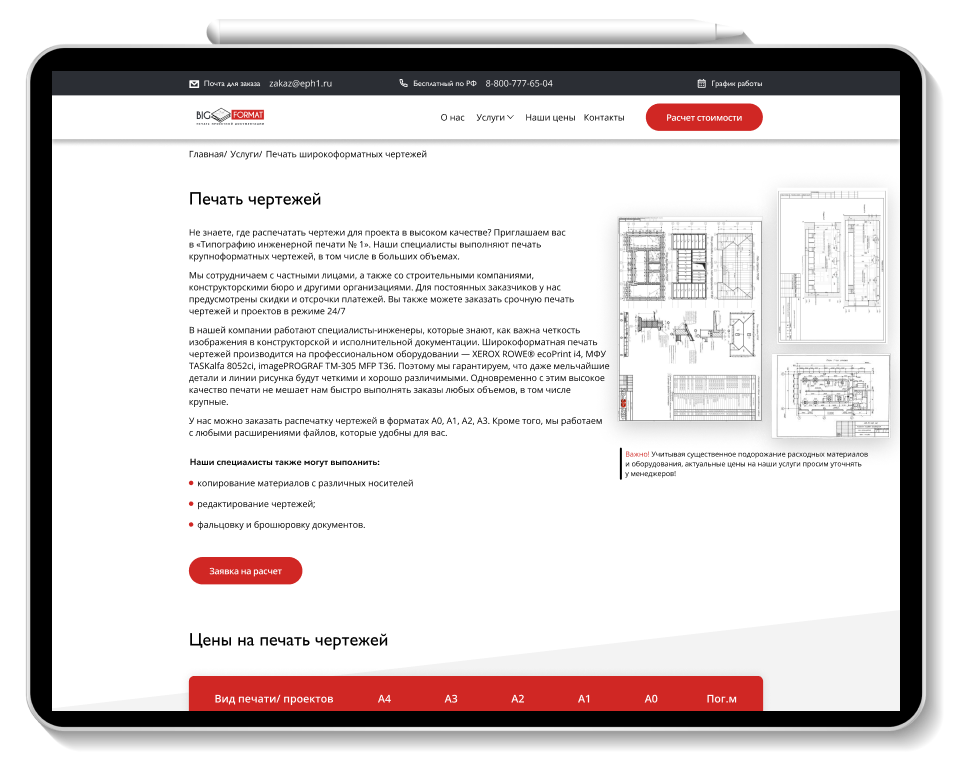 Почта для заказа zakaz@eph1.ru Бесплатный по РФ 8-800-777-65-04 График работы
BIG FORMAT
О нас Услуги Наши цены Контакты Расчет стоимости
Главная/ Услуги/ Печать широкоформатных чертежей
Печать чертежей
Не знаете, где распечатать чертежи для проекта в высоком качестве? Приглашаем вас
в «Типографию инженерной печати № 1». Наши специалисты выполняют печать
крупноформатных чертежей, в том числе в больших объемах.
Мы сотрудничаем с частными лицами, а также со строительными компаниями,
конструкторскими бюро и другими организациями. Для постоянных заказчиков у нас
предусмотрены скидки и отсрочки платежей. Вы также можете заказать срочную печать
чертежей и проектов в режиме 24/7
В нашей компании работают специалисты-инженеры, которые знают, как важна четкость
изображения в конструкторской и исполнительной документации. Широкоформатная печать
чертежей производится на профессиональном оборудовании — XEROX ROWE® ecoPrint i4, МФУ
TASKalfa 8052ci, imagePROGRAF TM-305 MFP T36. Поэтому мы гарантируем, что даже мельчайшие
детали и линии рисунка будут четкими и хорошо различимыми. Одновременно с этим высокое
качество печати не мешает нам быстро выполнять заказы любых объемов, в том числе
крупные.
У нас можно заказать распечатку чертежей в форматах А0, А1, А2, А3. Кроме того, мы работаем
с любыми расширениями файлов, которые удобны для вас.
Важно! Учитывая существенное подорожание расходных материалов
и оборудования, актуальные цены на наши услуги просим уточнять
у менеджеров!
Наши специалисты также могут выполнить:
копирование материалов с различных носителей
редактирование чертежей;
фальцовку и брошюровку документов.
Заявка на расчет
Цены на печать чертежей
Вид печати/ проектов А4 А3 А2 А1 А0 Пог.м